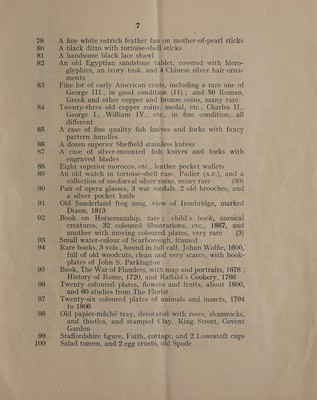 7
79 A fine white ostrich feather fan on mother-of-pearl sticks
80 A black ditto with tortoise-shell sticks
81 A handsome black lace shawl
82 An old Egyptian sandstone tablet, covered with hiero-
glyphics, an ivory tusk, and 4 Chinese silver hair orna-
ments
83 Fine lot of early American cents, including a rare one of
George III., in good condition (11); and 50 Roman,
Greek and other copper and bronze coins, many rare
84 Twenty-three old copper coins, medal, etc., Charles II.,
George I., William IV., etc., in fine condition, all
different
85 A case of fine quality fish knives and forks with fancy
pattern handles
86 A dozen superior Sheffield stainless knives
87 A case of silver-mounted fish knives and forks with
engraved blades
88 Eight superior morocco, etc., leather pocket wallets
89 An old watch in tortoise-shell case, Padier (A.F.), and a
collection of mediæval silver coins, many rare (30)
90 Pair of opera glasses, 3 war medals, 2 old brooches, and
a silver pocket knife
91 Old Sunderland frog mug, view of Ironbridge, marked
Dixon, 1813
92 Book on Horsemanship, rare; child's book, comical
creatures, 32 coloured illustrations, etc., 1867, and
another with moving coloured plates, very rare (3)
93 Small water-colour of Scarborough, framed
94 Rare books, 3 vols., bound in full calf, Johan Wolfie, 1600,
full of old woodcuts, clean and very scarce, with book-
plates of John S. Parkington
95 Book, The War of Flanders, with map and portraits, 1678;
History of Rome, 1720, and Raffald's Cookery, 1786
96 Twenty coloured plates, flowers and fruits, about 1800,
and 60 studies from The Florist
97 Twenty-six coloured plates of animals and insects, 1794
to 1806
98 Old papier-mâché tray, decorated with roses, shamrocks,
and thistles, and stamped Clay, King Street, Covent
Garden
99 Staffordshire figure, Faith, cottage, and 2 Lowestoft cups
100 Salad tureen, and 2 egg cruets, old Spode